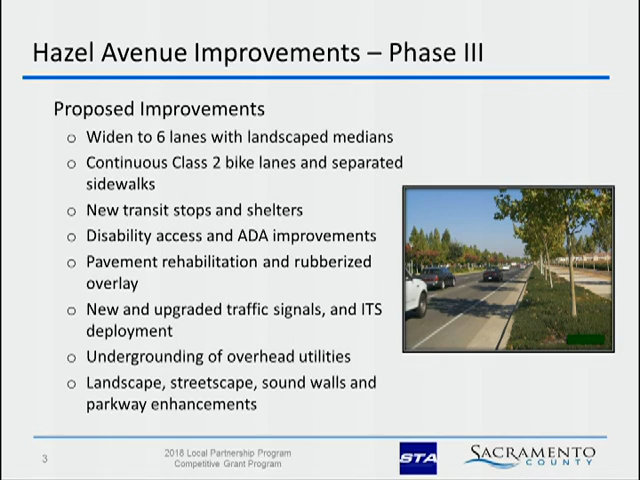 Hazel Avenue Improvements – Phase III
Proposed Improvements
o Widen to 6 lanes with landscaped medians
o Continuous Class 2 bike lanes and separated
sidewalks
o New transit stops and shelters
o Disability access and ADA improvements
o Pavement rehabilitation and rubberized
overlay
o New and upgraded traffic signals, and ITS
deployment
o Undergrounding of overhead utilities
o Landscape, streetscape, sound walls and
parkway enhancements
3
2018 Local Partnership Program
Competitive Grant Program
STA
SACRAMENTO
COUNTY